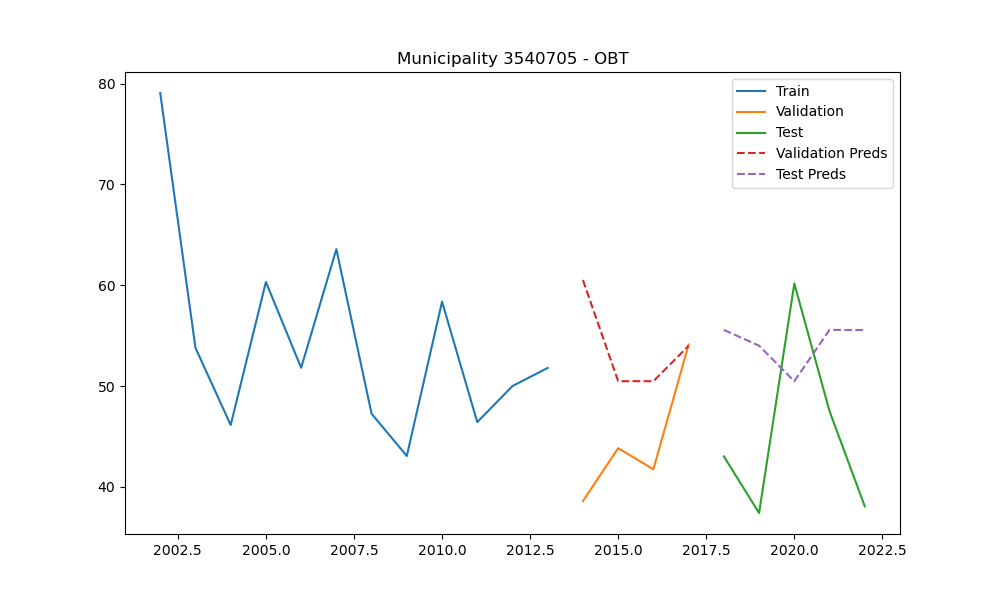 Municipality 3540705 - OBT
Train
Validation
Test
Validation Preds
Test Preds
80
70
60
50
40
2002.5 2005.0 2007.5 2010.0 2012.5 2015.0 2017.5 2020.0 2022.5